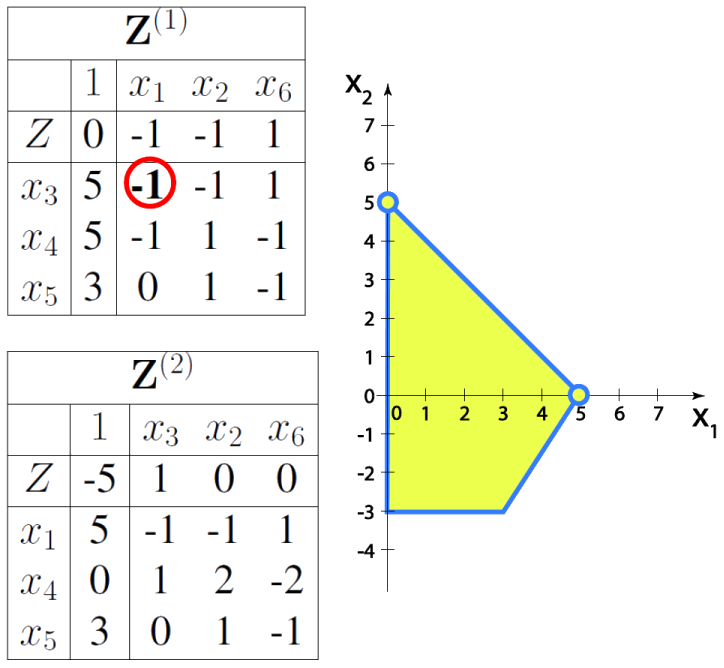 Z(1)
1 x1 x2 x6
Z 0 -1 -1 1
x3 5 -1 -1 1
x4 5 -1 1 -1
x5 3 0 1 -1
Z(2)
1 x3 x2 x6
Z -5 1 0 0
x1 5 -1 -1 1
x4 0 1 2 -2
x5 3 0 1 -1
X2
7
6
5
4
3
2
1
0
0 1 2 3 4 5 6 7 X1
-1
-2
-3
-4